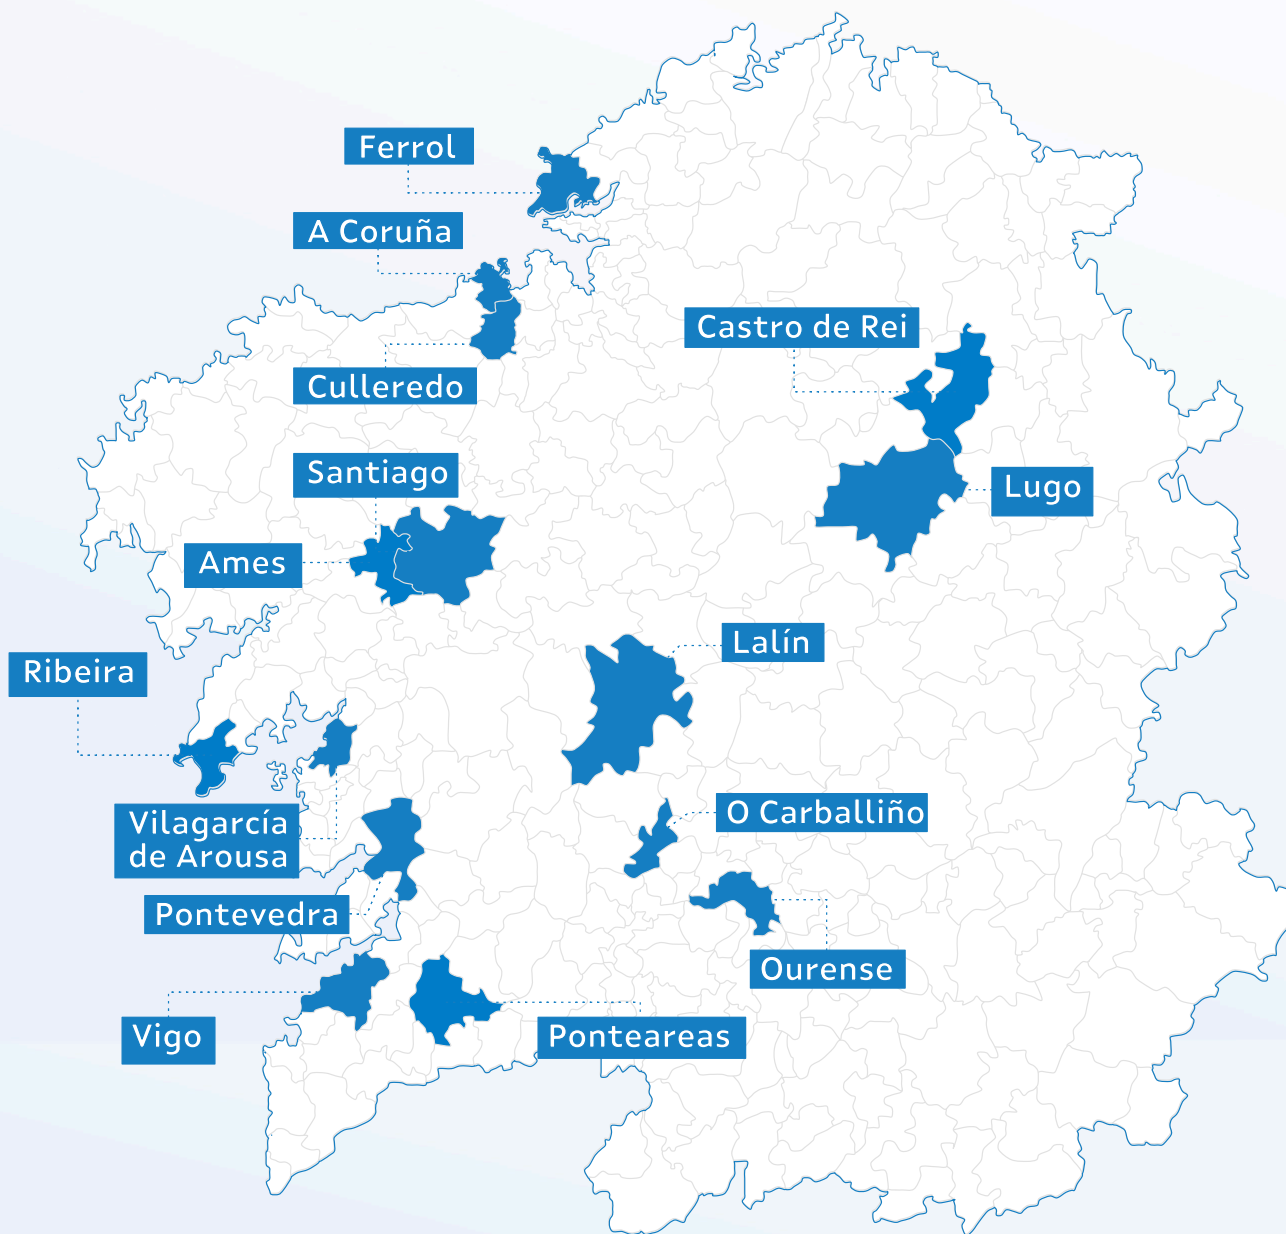 Ferrol
A Coruña
Castro de Rei
Culleredo
Santiago
Lugo
Ames
Lalín
Ribeira
O Carballiño
Vilagarcía
de Arousa
Pontevedra
Ourense
Vigo
Ponteareas